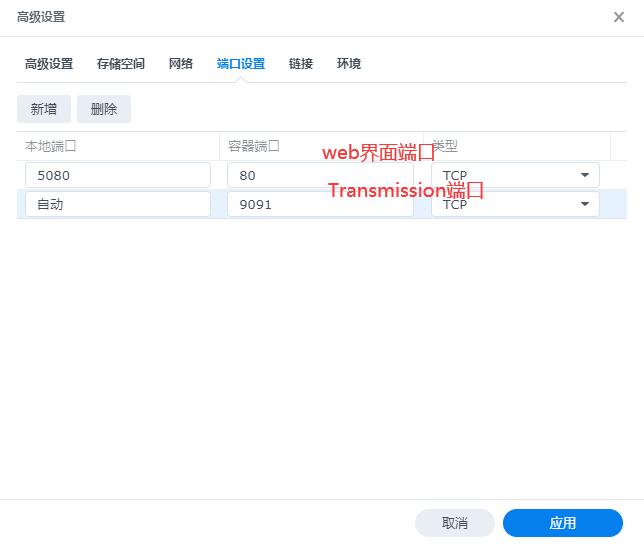 高级设置
高级设置 存储空间 网络 端口设置 链接 环境
新增 删除
本地端口 容器端口 类型
web界面端口
5080 80 TCP
Transmission端口
自动 9091 TCP
取消 应用